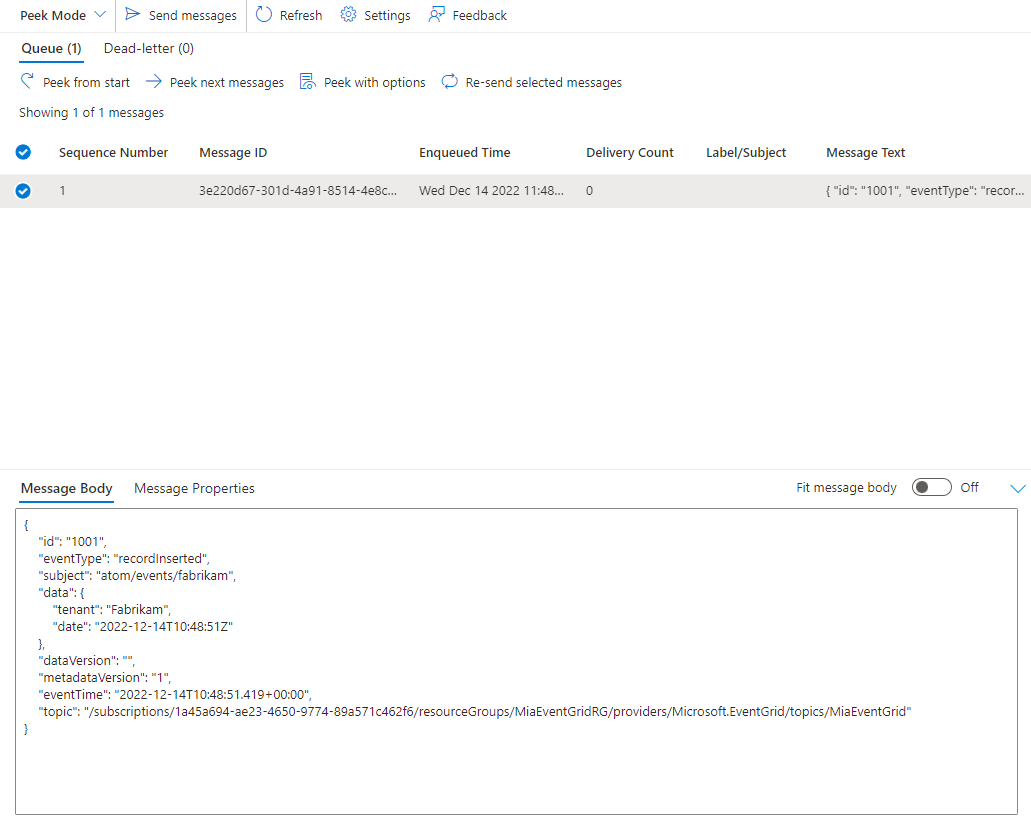 Peek Mode Send messages Refresh Settings Feedback
Queue (1) Dead-letter (0)
Peek from start Peek next messages Peek with options Re-send selected messages
Showing 1 of 1 messages
Sequence Number Message ID Enqueued Time Delivery Count Label/Subject Message Text
1 3e220d67-301d-4a91-8514-4e8c... Wed Dec 14 2022 11:48... 0 { "id": "1001", "eventType": "recor...
Message Body Message Properties Fit message body Off
{
"id": "1001",
"eventType": "recordInserted",
"subject": "atom/events/fabrikam",
"data": {
"tenant": "Fabrikam",
"date": "2022-12-14T10:48:51Z"
},
"dataVersion": "",
"metadataVersion": "1",
"eventTime": "2022-12-14T10:48:51.419+00:00",
"topic": "/subscriptions/1a45a694-ae23-4650-9774-89a571c462f6/resourceGroups/MiaEventGridRG/providers/Microsoft.EventGrid/topics/MiaEventGrid"
}